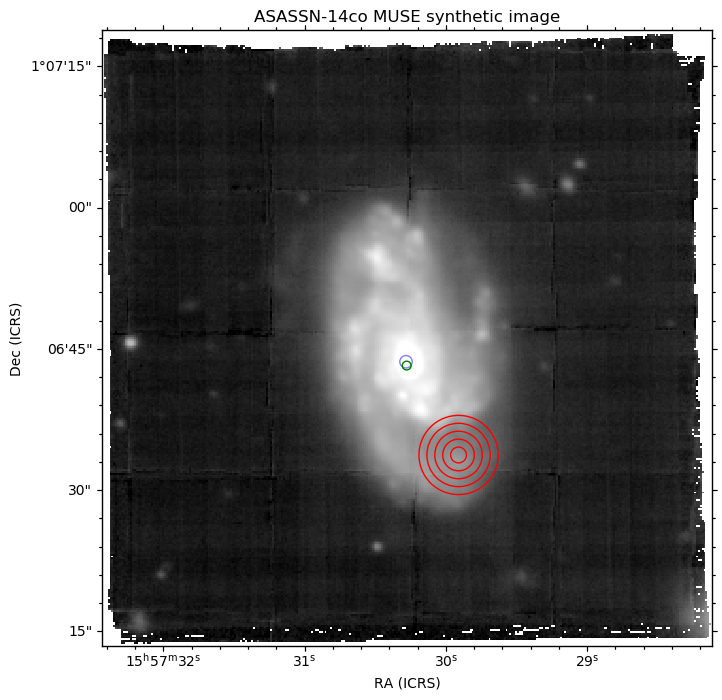 ASASSN-14co MUSE synthetic image
1°07'15"
00"
06'45"
30"
15"
Dec (ICRS)
15h57m32s 31s 30s 29s
RA (ICRS)